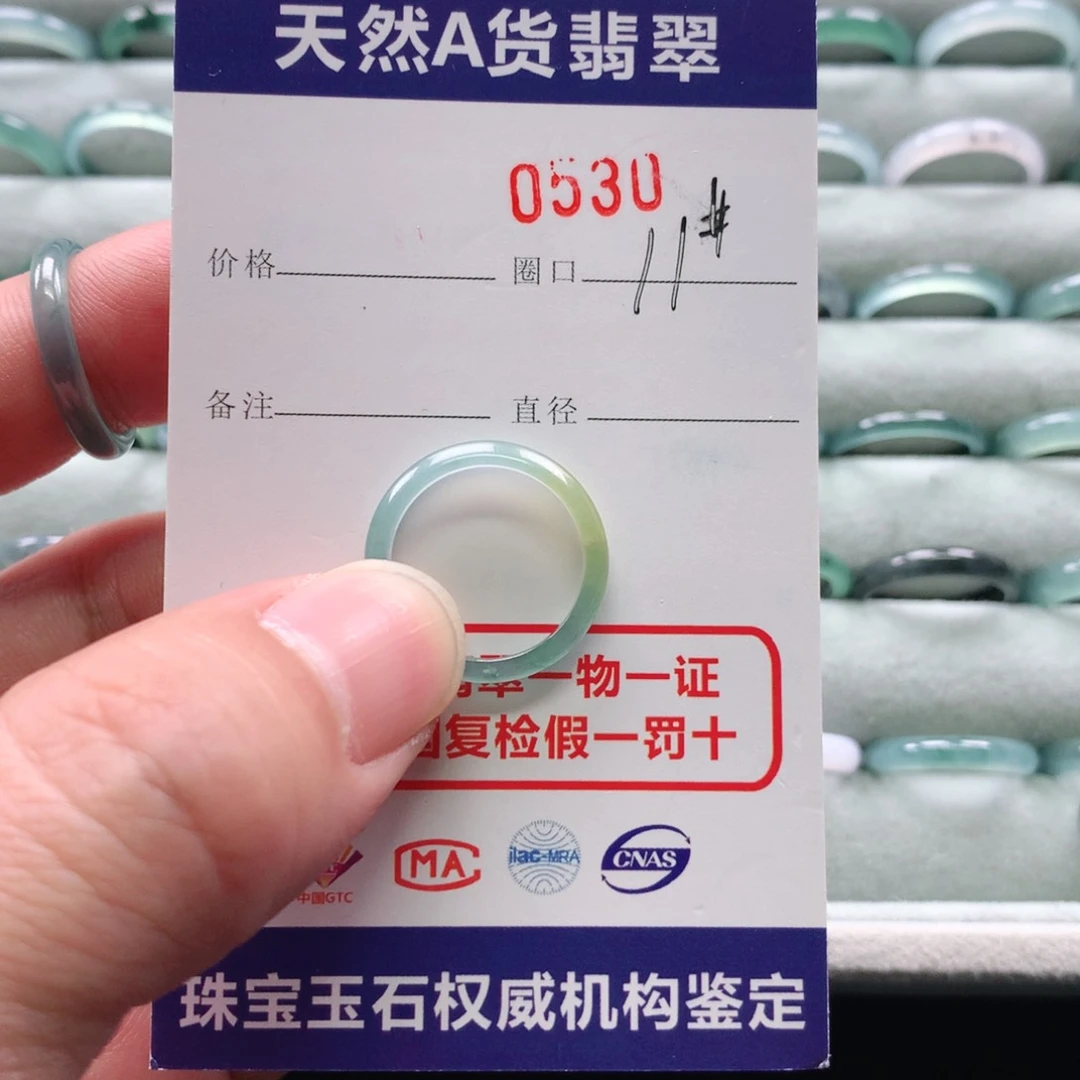 天然A货翡翠
0530
价格 圈口 11#
备注 直径
翠一物一证
复检假一罚十
中国GTC MA ilac-MRA CNAS
珠宝玉石权威机构鉴定